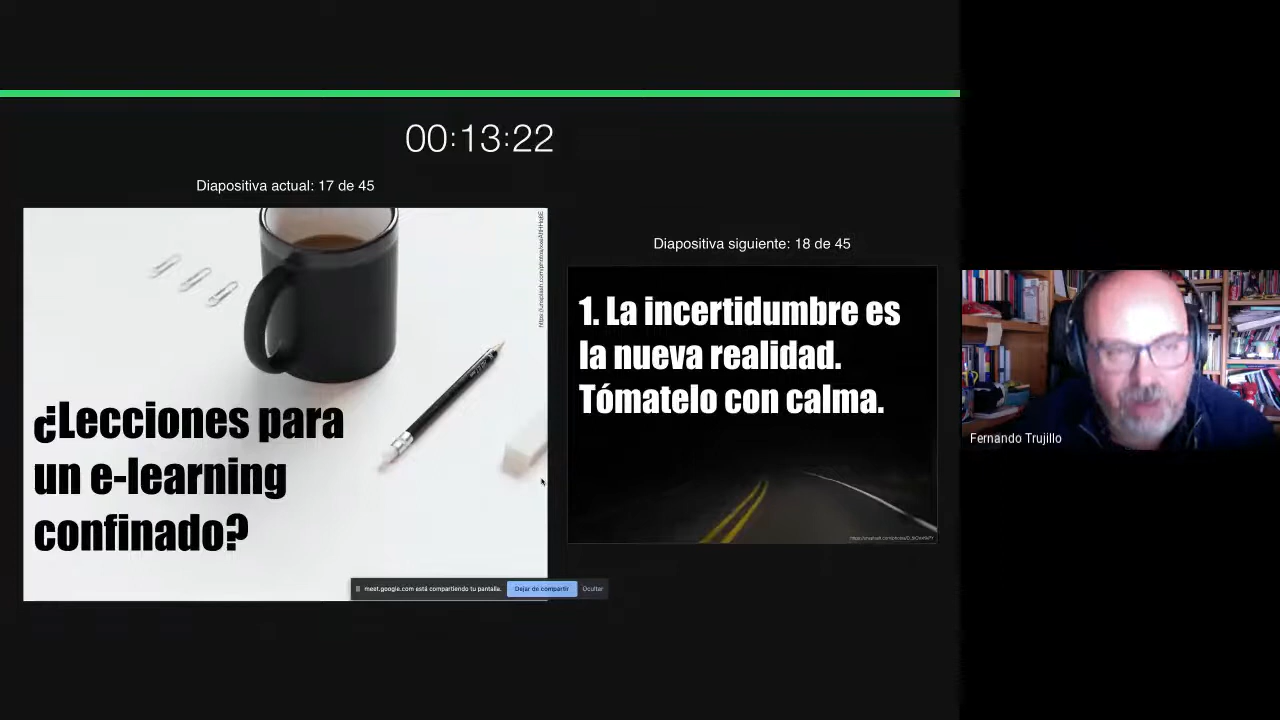 00:13:22
Diapositiva actual: 17 de 45
¿Lecciones para
un e-learning
confinado?
Diapositiva siguiente: 18 de 45
1. La incertidumbre es
la nueva realidad.
Tómatelo con calma.
meet.google.com está compartiendo tu pantalla.
Dejar de compartir
Ocultar
Fernando Trujillo